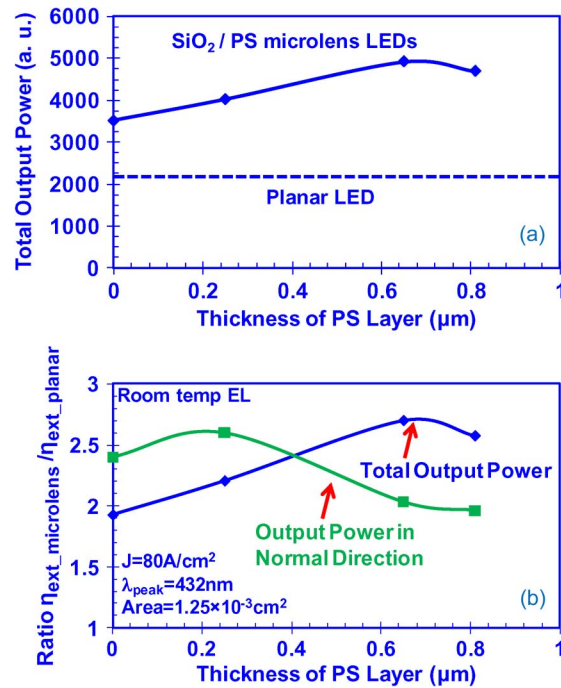 6000
5000
4000
3000
2000
1000
0
Total Output Power (a. u.)
SiO₂ / PS microlens LEDs
Planar LED
(a)
0 0.2 0.4 0.6 0.8 1
Thickness of PS Layer (µm)
3
2.5
2
1.5
1
Ratio ηext_microlens /ηext_planar
Room temp EL
Total Output Power
Output Power in
Normal Direction
J=80A/cm²
λpeak=432nm
Area=1.25×10⁻³cm²
(b)
0 0.2 0.4 0.6 0.8 1
Thickness of PS Layer (µm)